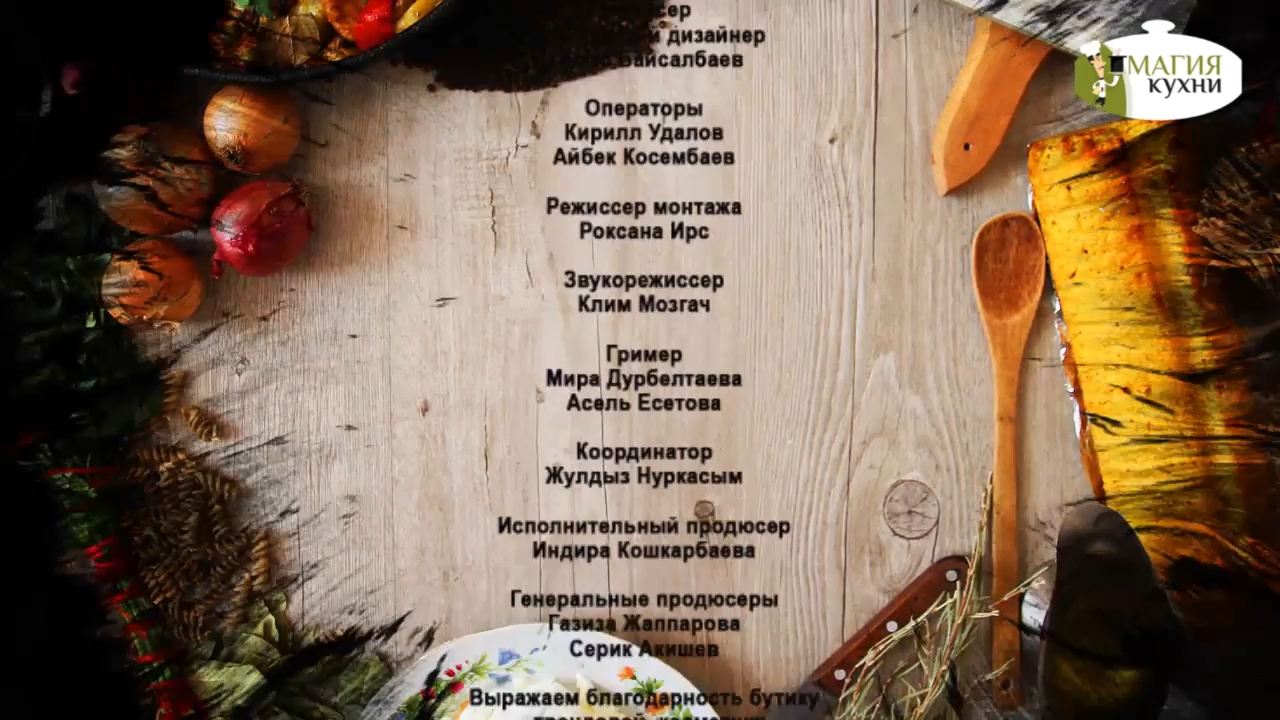 дизайнер
Байсалбаев
Операторы
Кирилл Удалов
Айбек Косембаев
Режиссер монтажа
Роксана Ирс
Звукорежиссер
Клим Мозгач
Гример
Мира Дурбелтаева
Асель Есетова
Координатор
Жулдыз Нуркасым
Исполнительный продюсер
Индира Кошкарбаева
Генеральные продюсеры
Газиза Жаппарова
Серик Акишев
Выражаем благодарность бутику
МАГИЯ
КУХНИ